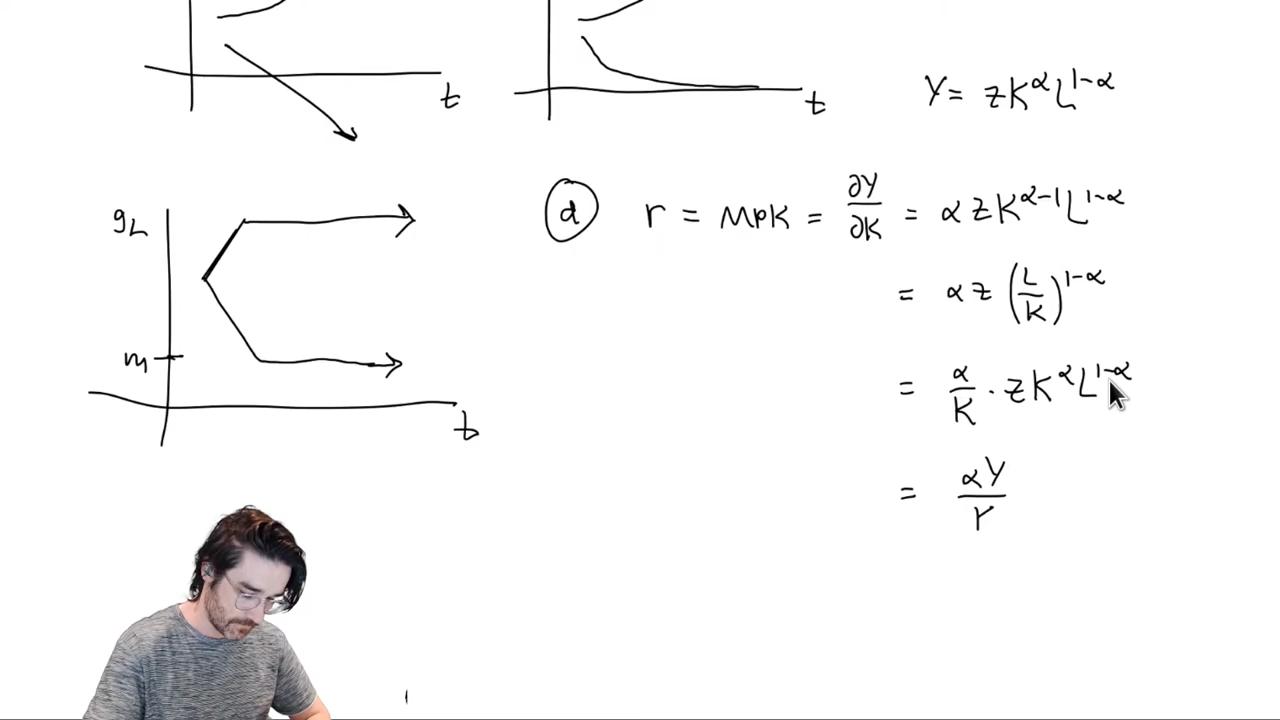 t
t
Y = zK^α L^{1-α}
ⓓ r = MPK = ∂Y/∂K = αzK^{α-1}L^{1-α}
g_L
= αz (L/K)^{1-α}
m
= α/K · zK^α L^{1-α}
t
= αY/r